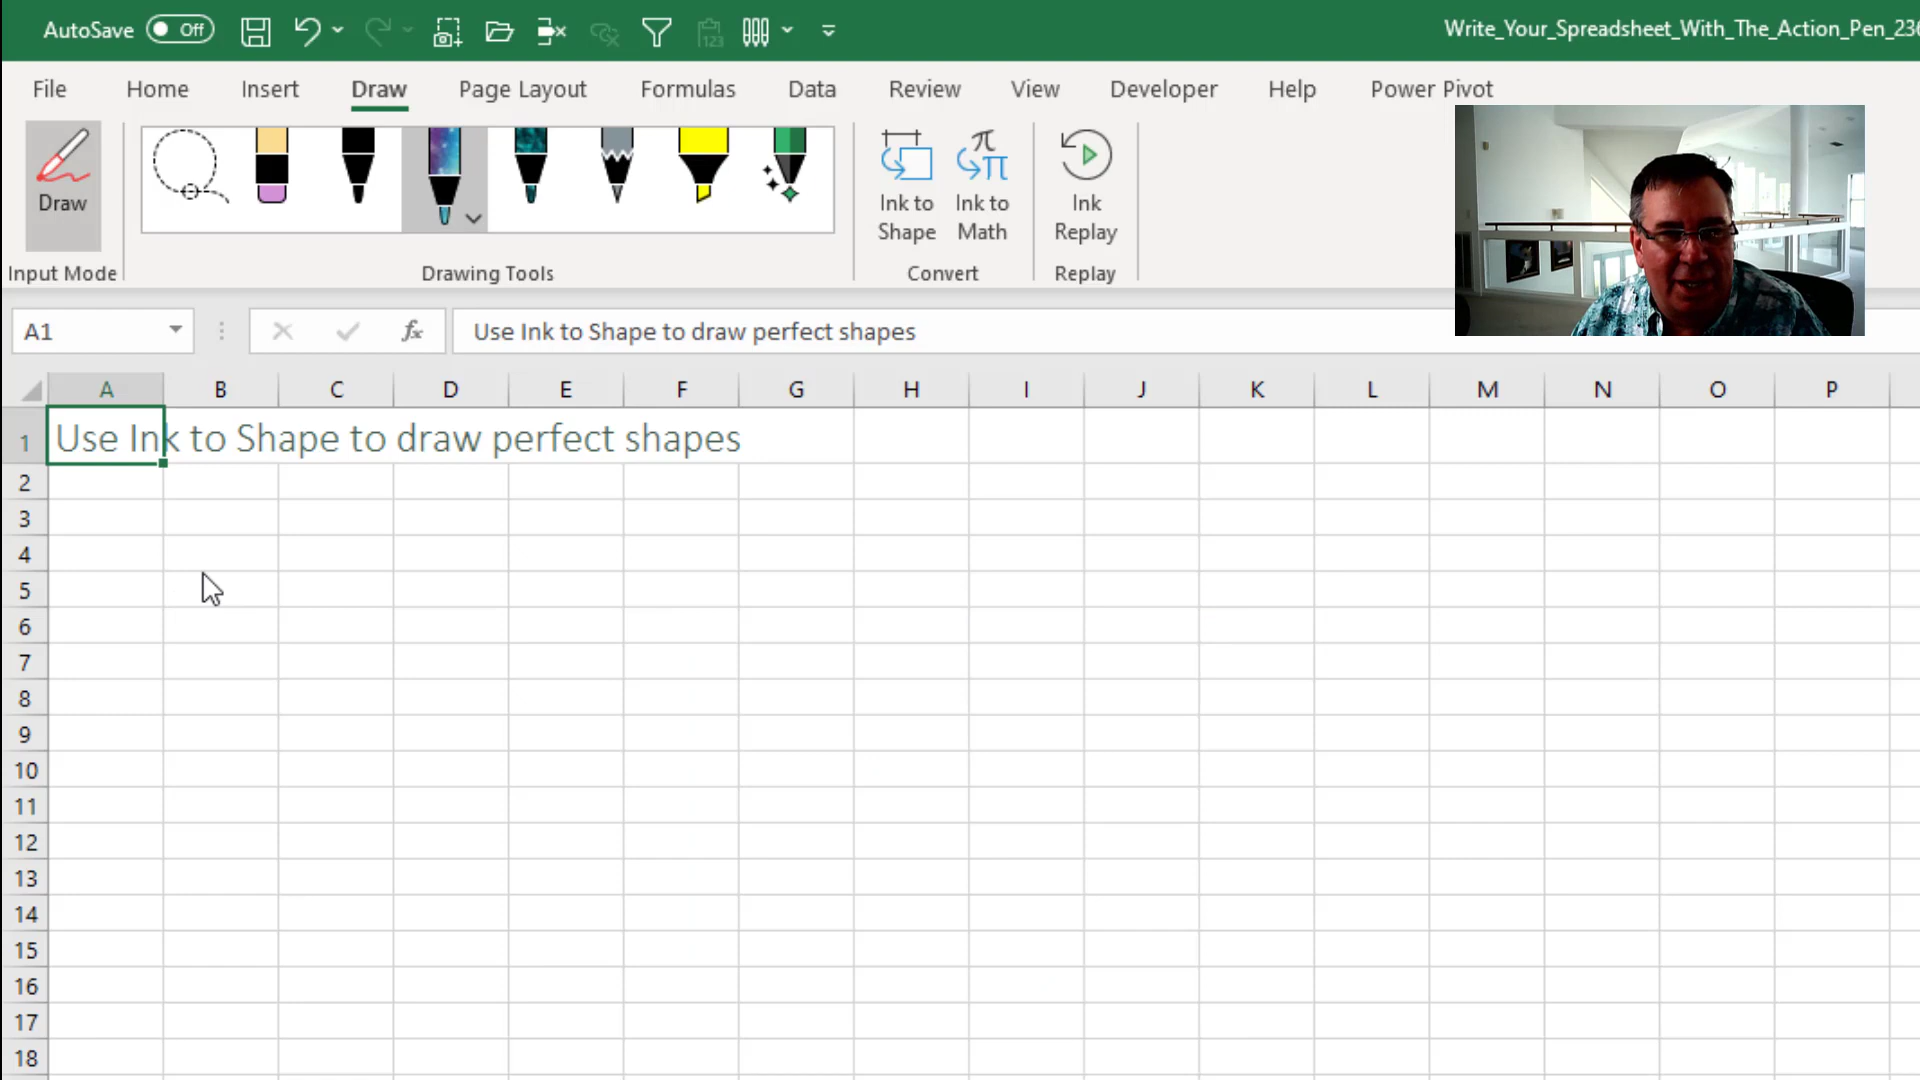 AutoSave Off
Write_Your_Spreadsheet_With_The_Action_Pen_236
File Home Insert Draw Page Layout Formulas Data Review View Developer Help Power Pivot
Draw
Ink to Shape
Ink to Math
Ink Replay
Input Mode Drawing Tools Convert Replay
A1 fx Use Ink to Shape to draw perfect shapes
A B C D E F G H I J K L M N O P
1 Use Ink to Shape to draw perfect shapes
2
3
4
5
6
7
8
9
10
11
12
13
14
15
16
17
18